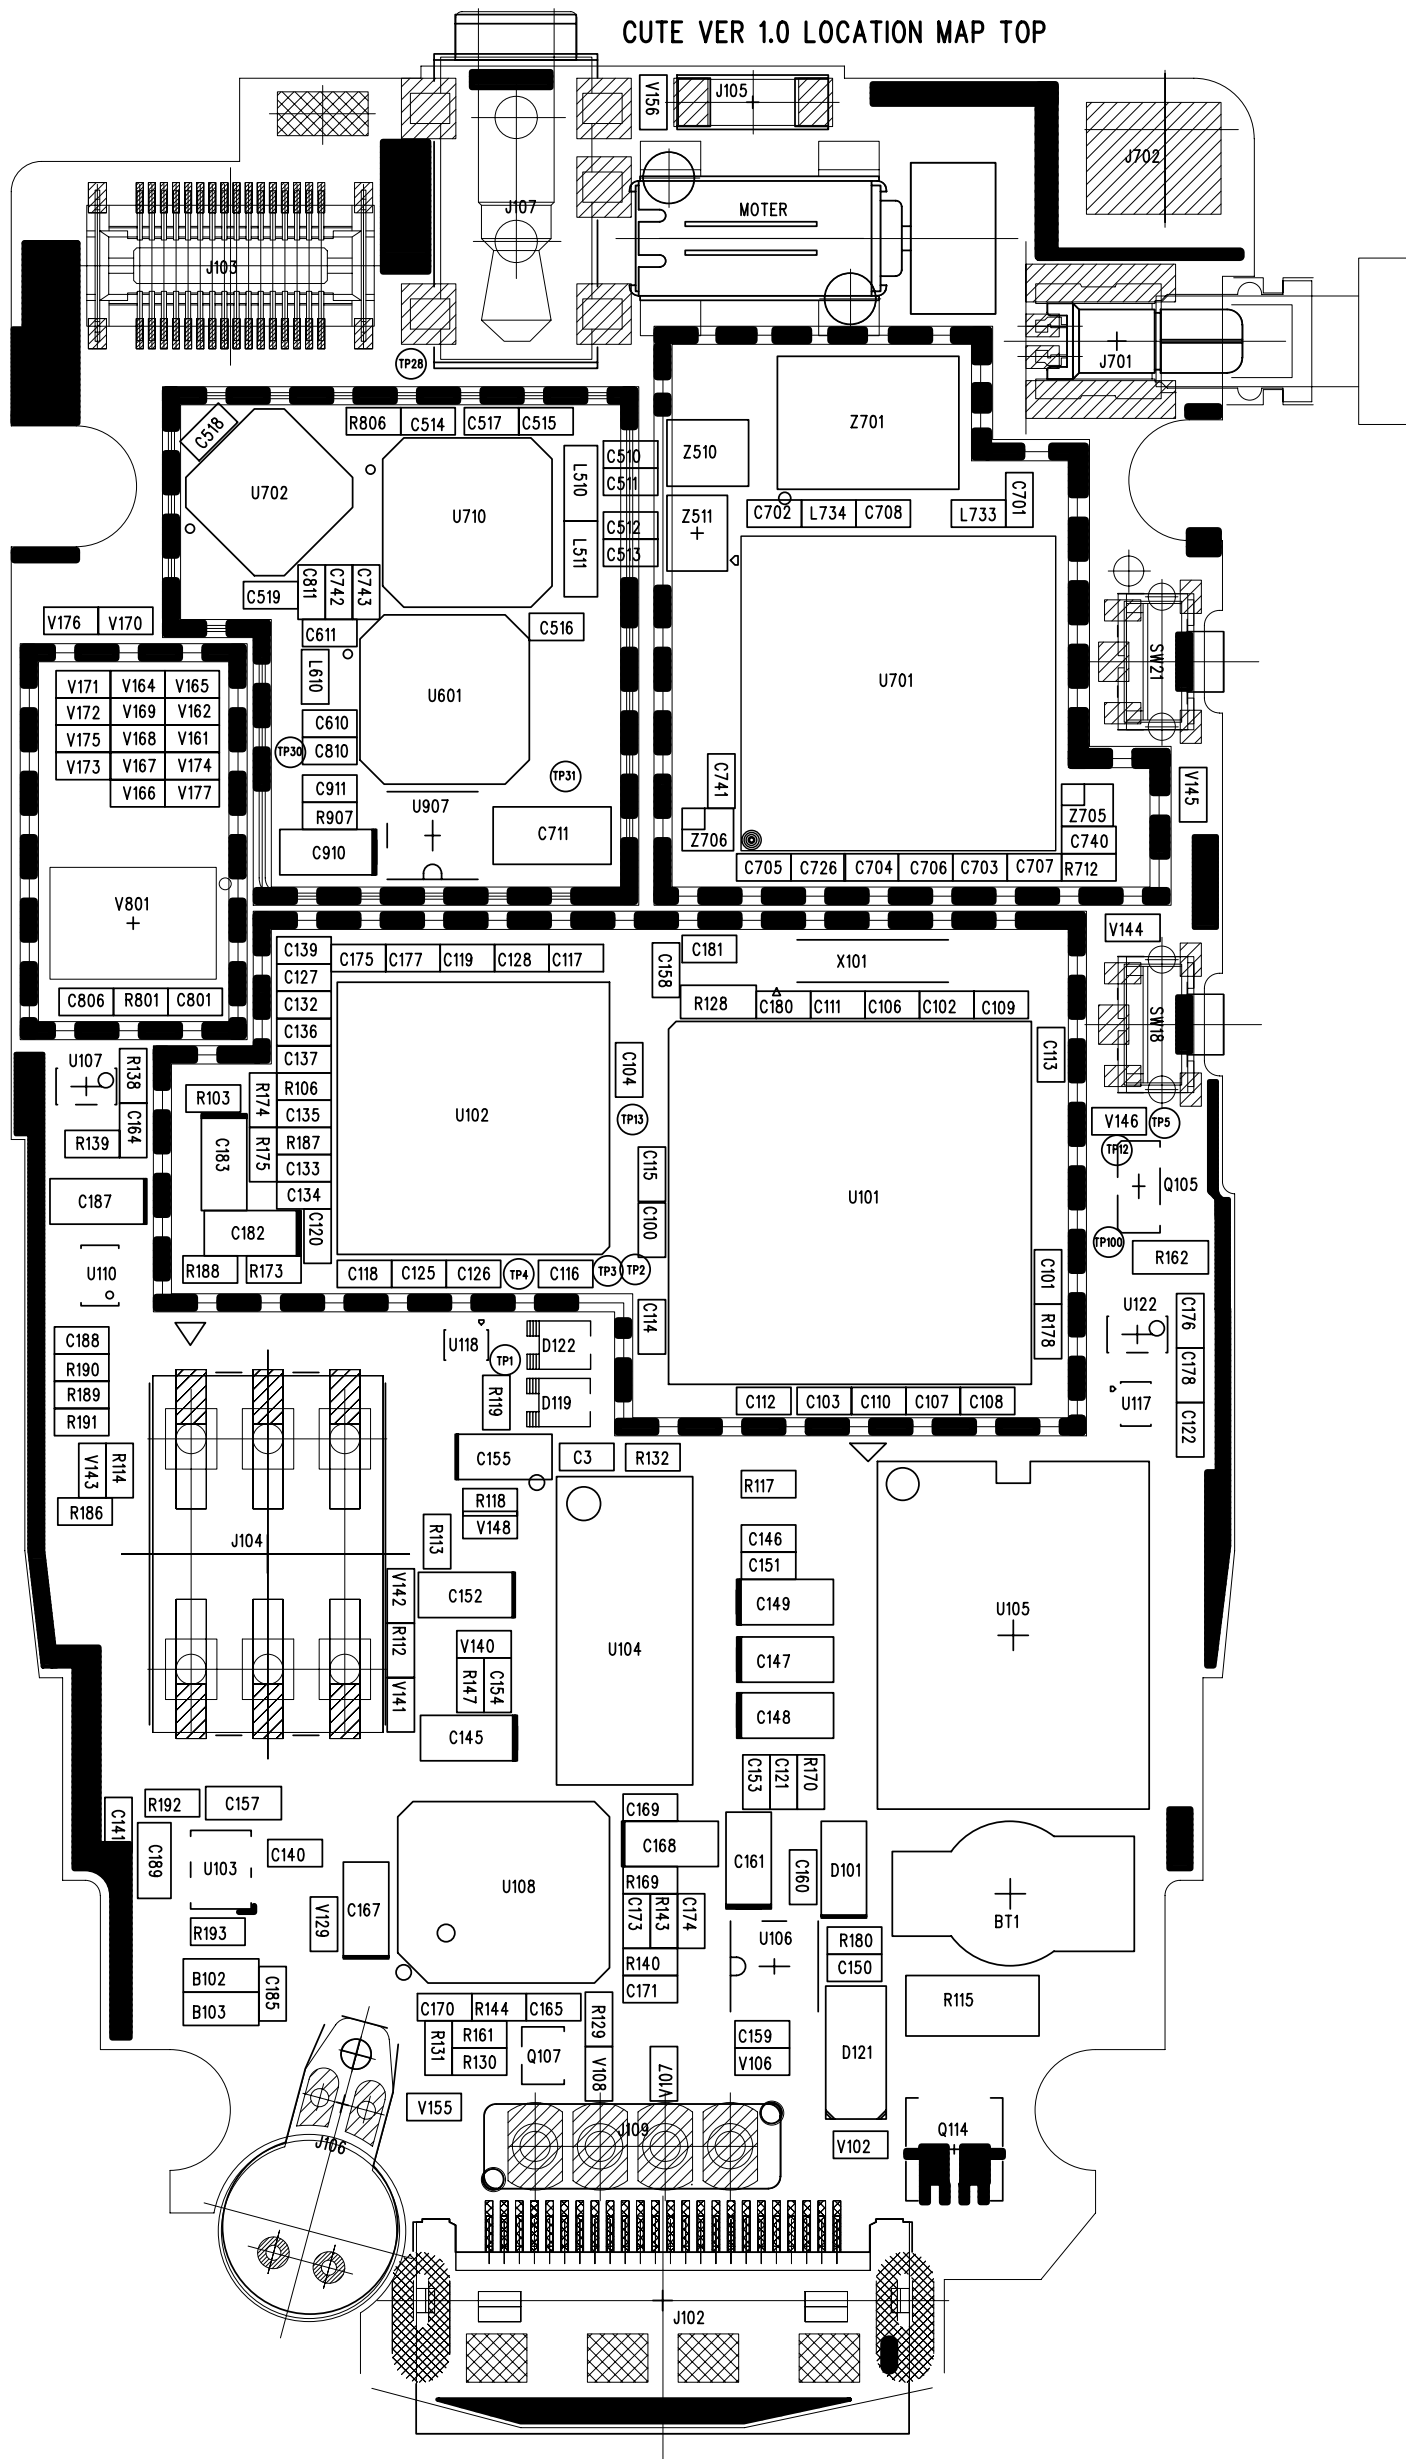 CUTE VER 1.0 LOCATION MAP TOP
V156
J105
J702
J107
MOTER
J103
J701
TP28
C518
R806 C514 C517 C515
Z701
U702
U710
L510
C510
C511
Z510
C701
C702 L734 C708 L733
Z511
C512
C513
L511
C519
C811
C742
C743
V176 V170
C611
C516
L610
U601
U701
SW21
V171 V164 V165
V172 V169 V162
V175 V168 V161
V173 V167 V174
V166 V177
C610
TP30
C810
TP31
C911
R907
U907
C910
C711
C741
Z706
V145
Z705
C740
C705 C726 C704 C706 C703 C707 R712
V801
V144
C139
C127
C175 C177 C119 C128 C117
C158
C181
X101
C806 R801 C801
C132
R128 C180 C111 C106 C102 C109
SW18
C136
C137
U107
R138
C164
R139
R103
R174
R106
C135
R175
R187
C133
C134
C183
U102
C104
TP13
C113
V146
TP5
TP12
Q105
C115
U101
C187
C182
C120
C100
TP100
R162
U110
R188 R173
C118 C125 C126 TP4 C116 TP3 TP2
C101
R178
C114
U122
C176
C178
C188
R190
R189
R191
U118
TP1
D122
R119
D119
U117
C122
C112 C103 C110 C107 C108
V143
R114
R186
C155
C3
R132
R117
R118
V148
J104
R113
C146
C151
V142
C152
C149
U105
R112
V140
R147
C154
U104
C147
V141
C145
C148
C153
C121
R170
R192 C157
C141
C189
U103
C140
C169
C168
C161
C160
D101
R193
V129
C167
U108
R169
C173
R143
C174
BT1
U106
R180
C150
R140
C171
B102
B103
C185
C170 R144 C165
R129
R115
R131
R161
R130
Q107
V108
V107
C159
V106
D121
J106
V155
J109
V102
Q114
J102